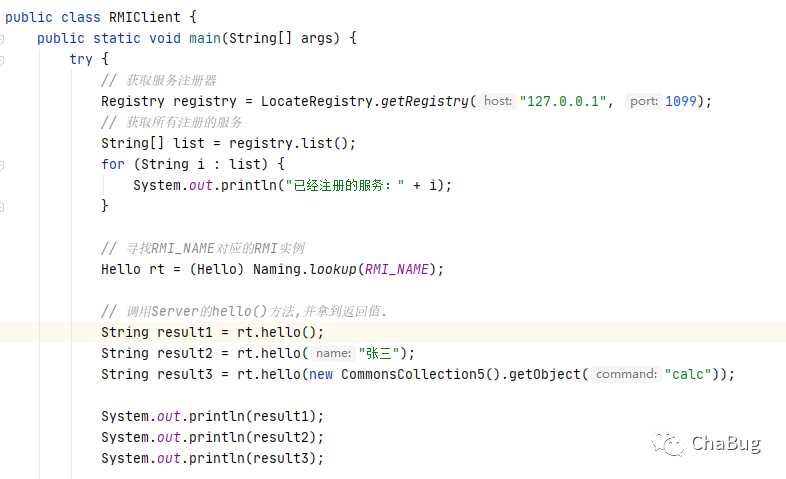 public class RMIClient {
public static void main(String[] args) {
try {
// 获取服务注册器
Registry registry = LocateRegistry.getRegistry( host: "127.0.0.1", port: 1099);
// 获取所有注册的服务
String[] list = registry.list();
for (String i : list) {
System.out.println("已经注册的服务：" + i);
}
// 寻找RMI_NAME对应的RMI实例
Hello rt = (Hello) Naming.lookup(RMI_NAME);
// 调用Server的hello()方法,并拿到返回值.
String result1 = rt.hello();
String result2 = rt.hello( name: "张三");
String result3 = rt.hello(new CommonsCollection5().getObject( command: "calc"));
System.out.println(result1);
System.out.println(result2);
System.out.println(result3);
ChaBug